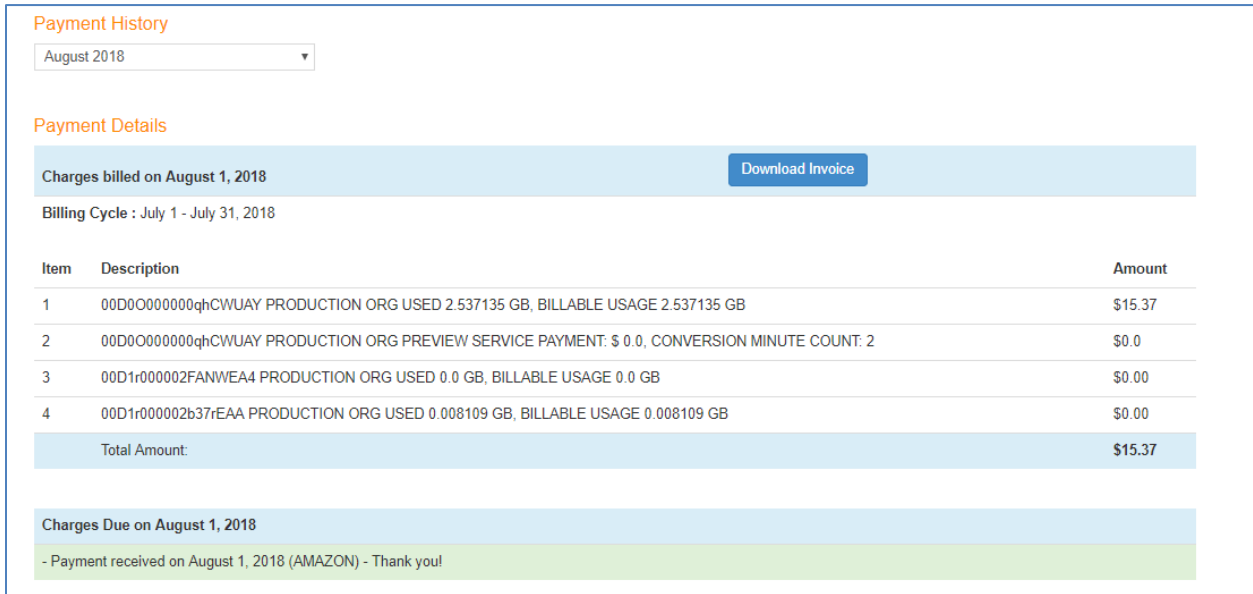 Payment History
August 2018
Payment Details
Charges billed on August 1, 2018 Download Invoice
Billing Cycle : July 1 - July 31, 2018
Item Description Amount
1 00D0O000000qhCWUAY PRODUCTION ORG USED 2.537135 GB, BILLABLE USAGE 2.537135 GB $15.37
2 00D0O000000qhCWUAY PRODUCTION ORG PREVIEW SERVICE PAYMENT: $ 0.0, CONVERSION MINUTE COUNT: 2 $0.0
3 00D1r000002FANWEA4 PRODUCTION ORG USED 0.0 GB, BILLABLE USAGE 0.0 GB $0.00
4 00D1r000002b37rEAA PRODUCTION ORG USED 0.008109 GB, BILLABLE USAGE 0.008109 GB $0.00
Total Amount: $15.37
Charges Due on August 1, 2018
- Payment received on August 1, 2018 (AMAZON) - Thank you!